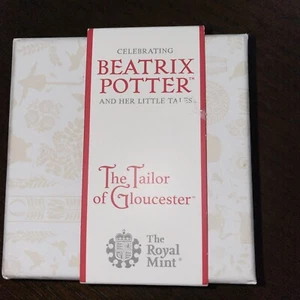 CELEBRATING
BEATRIX
POTTER™
AND HER LITTLE TALES
The Tailor
of Gloucester™
The
Royal
Mint®